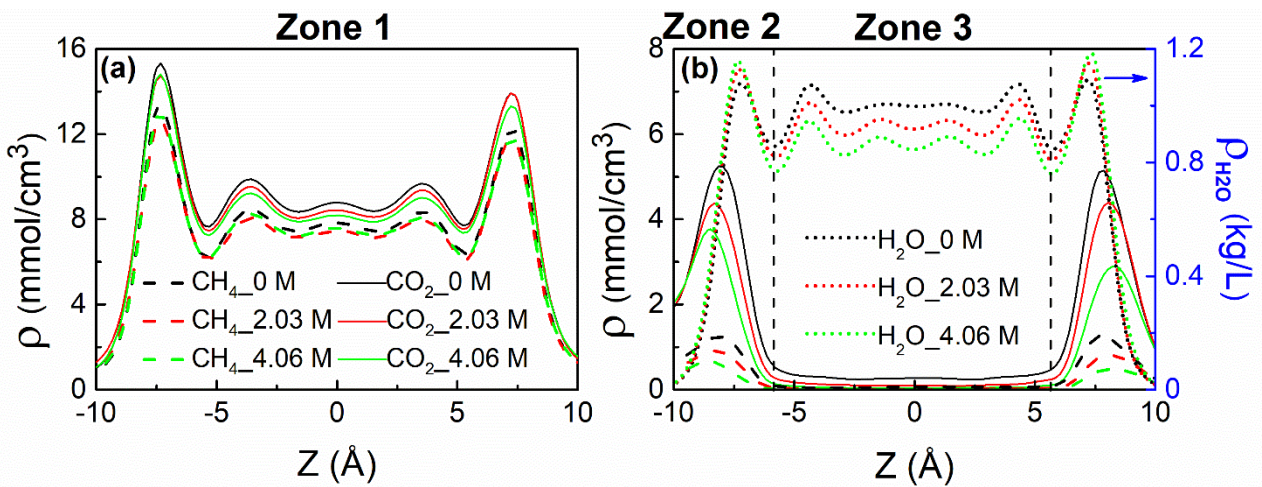 Zone 1
(a)
ρ (mmol/cm³)
16
12
8
4
0
CH₄_0 M
CO₂_0 M
CH₄_2.03 M
CO₂_2.03 M
CH₄_4.06 M
CO₂_4.06 M
-10 -5 0 5 10
Z (Å)
Zone 2 Zone 3
(b)
ρ (mmol/cm³)
8
6
4
2
0
H₂O_0 M
H₂O_2.03 M
H₂O_4.06 M
1.2
0.8
0.4
0
ρH2O (kg/L)
-10 -5 0 5 10
Z (Å)